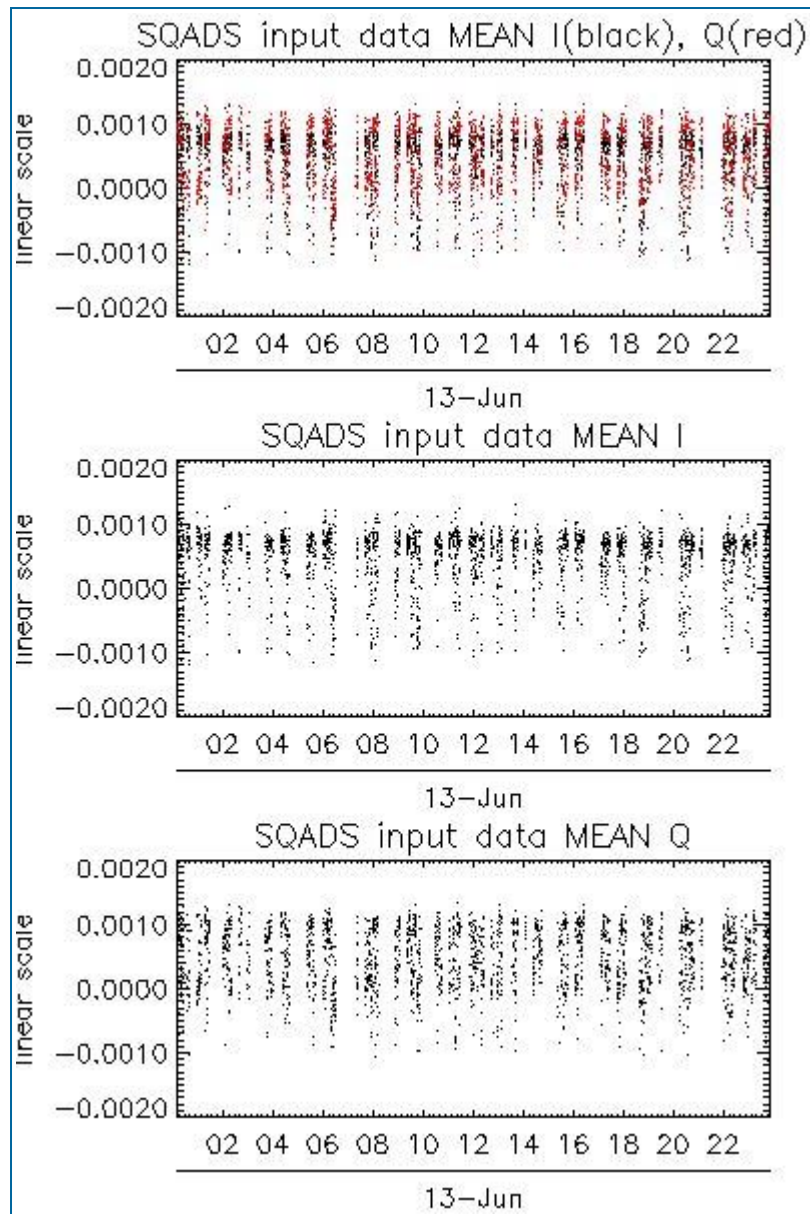 SQADS input data MEAN I(black), Q(red)
0.0020
0.0010
0.0000
−0.0010
−0.0020
linear scale
02 04 06 08 10 12 14 16 18 20 22
13−Jun
SQADS input data MEAN I
0.0020
0.0010
0.0000
−0.0010
−0.0020
linear scale
02 04 06 08 10 12 14 16 18 20 22
13−Jun
SQADS input data MEAN Q
0.0020
0.0010
0.0000
−0.0010
−0.0020
linear scale
02 04 06 08 10 12 14 16 18 20 22
13−Jun